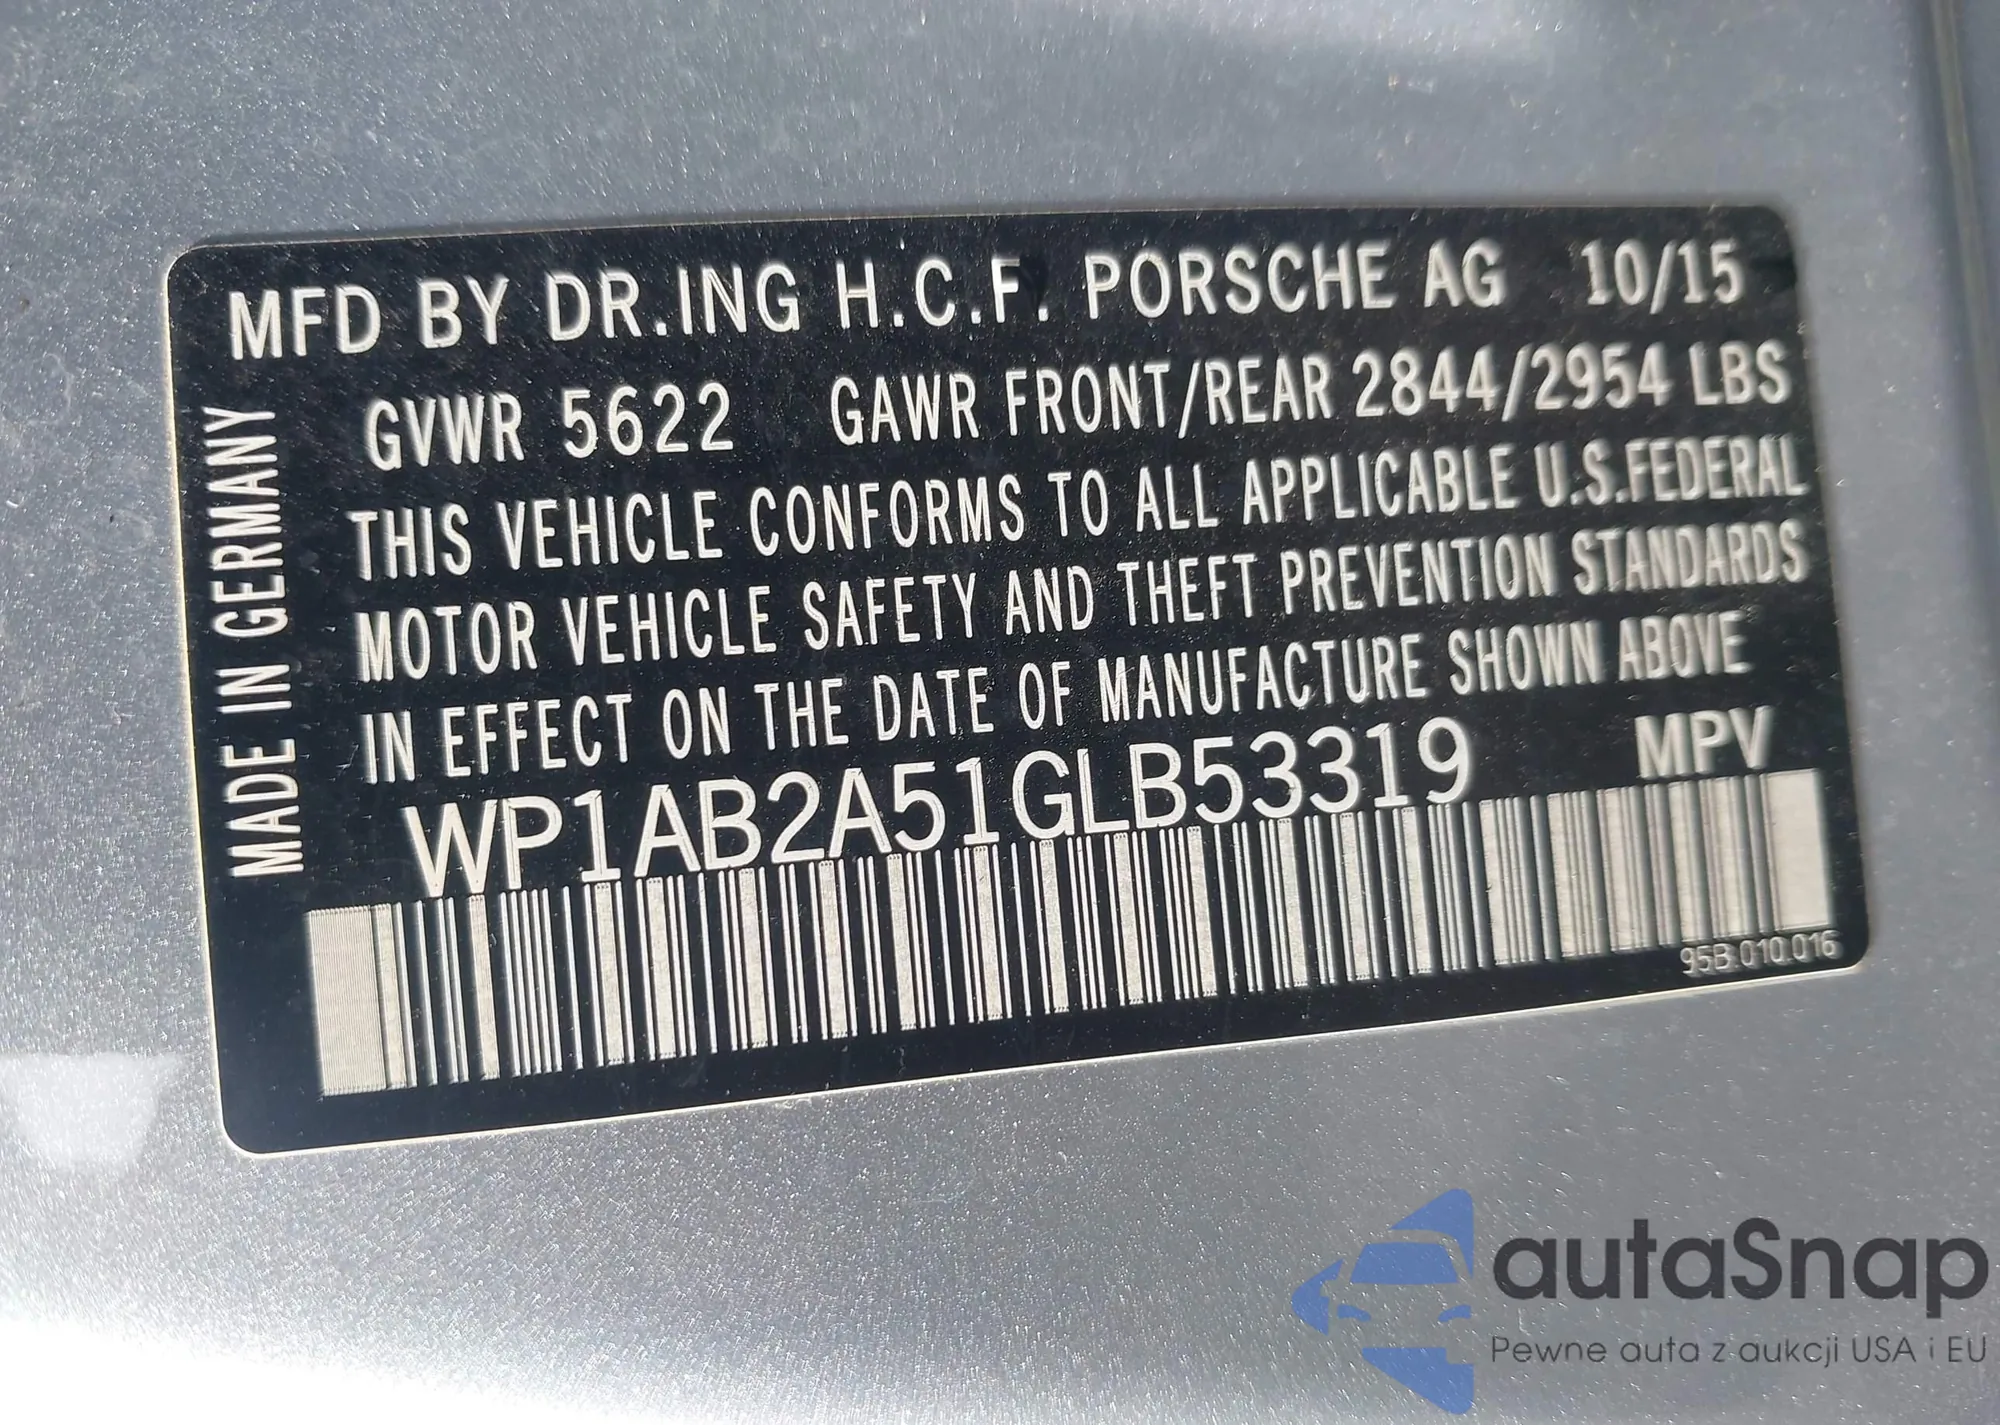 MFD BY DR.ING H.C.F. PORSCHE AG 10/15
GVWR 5622 GAWR FRONT/REAR 2844/2954 LBS
THIS VEHICLE CONFORMS TO ALL APPLICABLE U.S.FEDERAL
MOTOR VEHICLE SAFETY AND THEFT PREVENTION STANDARDS
IN EFFECT ON THE DATE OF MANUFACTURE SHOWN ABOVE
WP1AB2A51GLB53319 MPV
95B.010.016
MADE IN GERMANY
autaSnap
Pewne auta z aukcji USA i EU